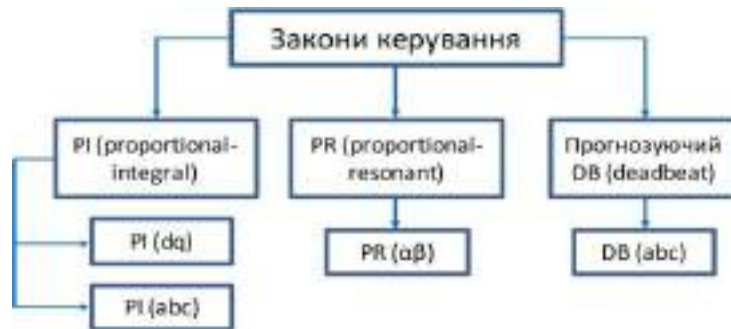 Закони керування
PI (proportional-
integral)
PR (proportional-
resonant)
Прогнозуючий
DB (deadbeat)
PI (dq)
PR (αβ)
DB (abc)
PI (abc)